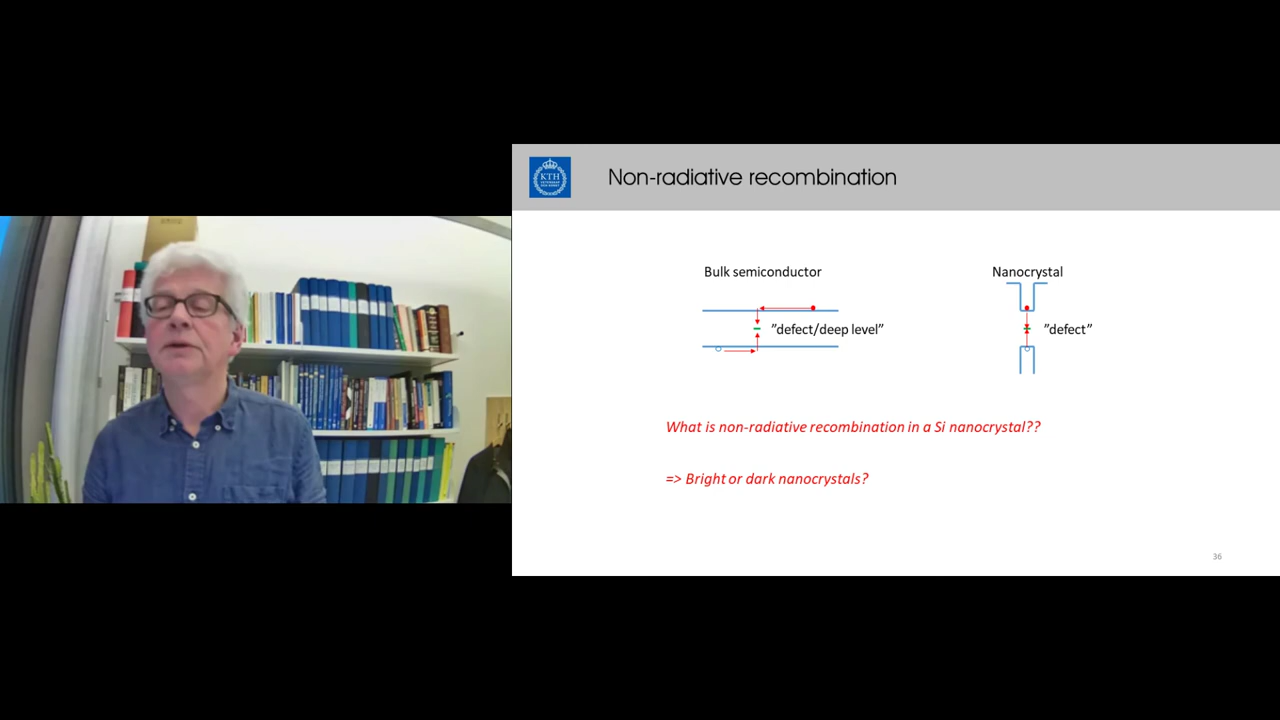 KTH
Non-radiative recombination
Bulk semiconductor
Nanocrystal
"defect/deep level"
"defect"
What is non-radiative recombination in a Si nanocrystal??
=> Bright or dark nanocrystals?
36